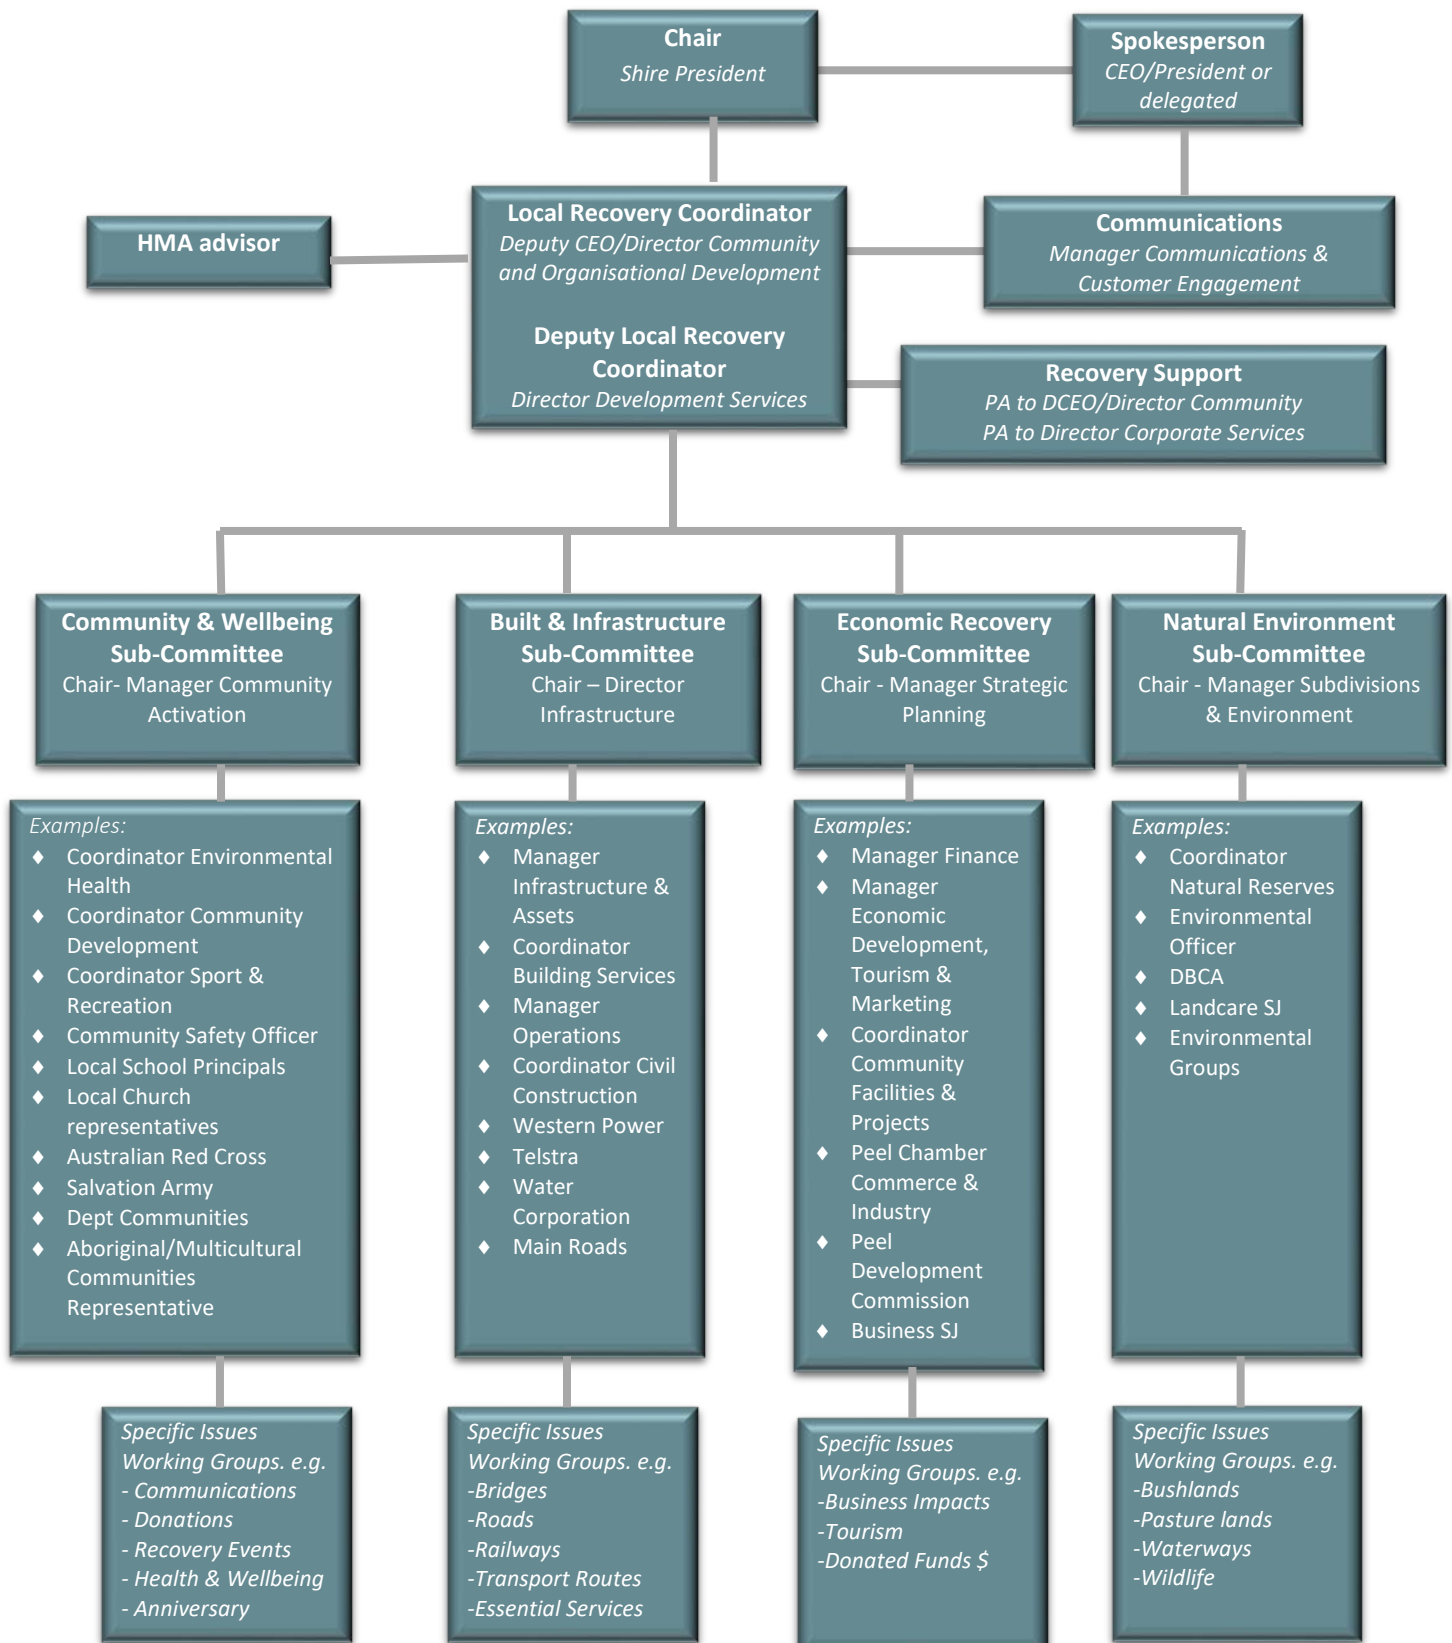 Chair
Shire President
Spokesperson
CEO/President or
delegated
HMA advisor
Local Recovery Coordinator
Deputy CEO/Director Community
and Organisational Development
Deputy Local Recovery
Coordinator
Director Development Services
Communications
Manager Communications &
Customer Engagement
Recovery Support
PA to DCEO/Director Community
PA to Director Corporate Services
Community & Wellbeing
Sub-Committee
Chair- Manager Community
Activation
Built & Infrastructure
Sub-Committee
Chair – Director
Infrastructure
Economic Recovery
Sub-Committee
Chair - Manager Strategic
Planning
Natural Environment
Sub-Committee
Chair - Manager Subdivisions
& Environment
Examples:
♦ Coordinator Environmental
Health
♦ Coordinator Community
Development
♦ Coordinator Sport &
Recreation
♦ Community Safety Officer
♦ Local School Principals
♦ Local Church
representatives
♦ Australian Red Cross
♦ Salvation Army
♦ Dept Communities
♦ Aboriginal/Multicultural
Communities
Representative
Examples:
♦ Manager
Infrastructure &
Assets
♦ Coordinator
Building Services
♦ Manager
Operations
♦ Coordinator Civil
Construction
♦ Western Power
♦ Telstra
♦ Water
Corporation
♦ Main Roads
Examples:
♦ Manager Finance
♦ Manager
Economic
Development,
Tourism &
Marketing
♦ Coordinator
Community
Facilities &
Projects
♦ Peel Chamber
Commerce &
Industry
♦ Peel
Development
Commission
♦ Business SJ
Examples:
♦ Coordinator
Natural Reserves
♦ Environmental
Officer
♦ DBCA
♦ Landcare SJ
♦ Environmental
Groups
Specific Issues
Working Groups. e.g.
- Communications
- Donations
- Recovery Events
- Health & Wellbeing
- Anniversary
Specific Issues
Working Groups. e.g.
-Bridges
-Roads
-Railways
-Transport Routes
-Essential Services
Specific Issues
Working Groups. e.g.
-Business Impacts
-Tourism
-Donated Funds $
Specific Issues
Working Groups. e.g.
-Bushlands
-Pasture lands
-Waterways
-Wildlife